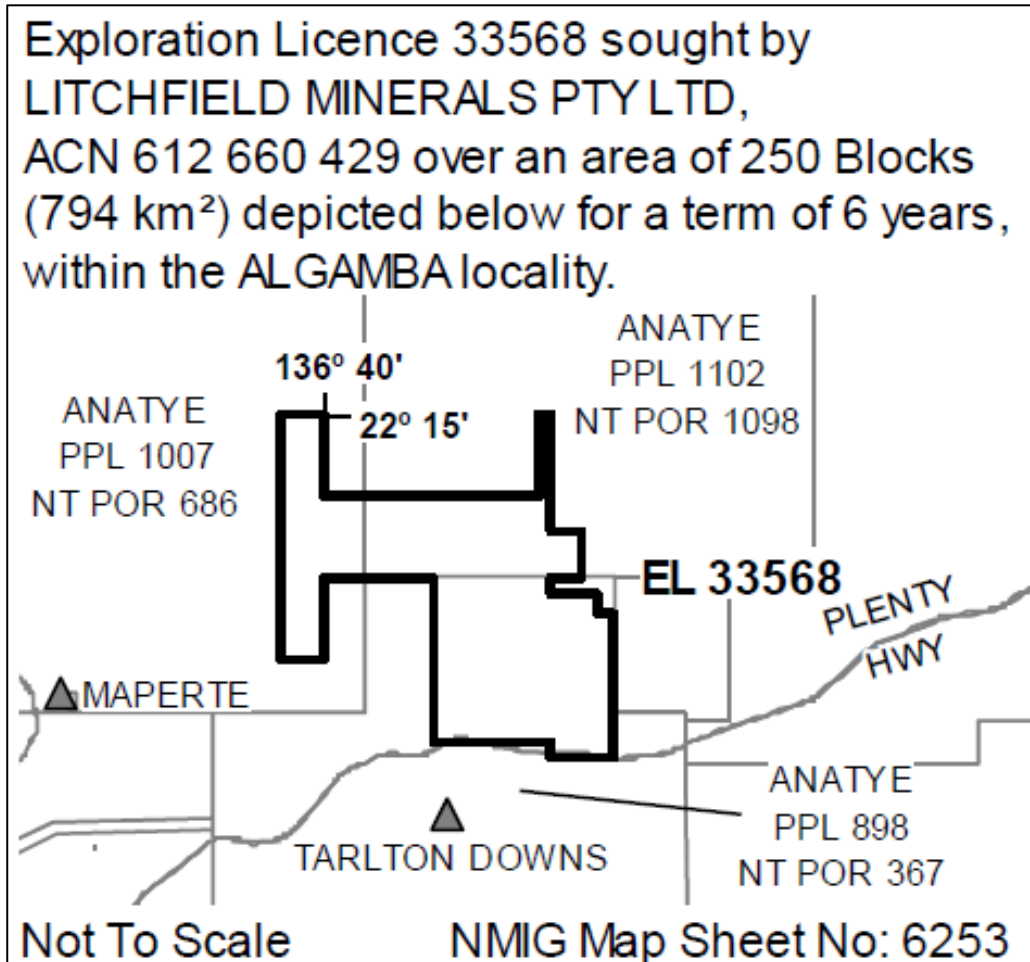 Exploration Licence 33568 sought by
LITCHFIELD MINERALS PTY LTD,
ACN 612 660 429 over an area of 250 Blocks
(794 km²) depicted below for a term of 6 years,
within the ALGAMBA locality.
ANATYE
PPL 1102
NT POR 1098
136º 40'
22º 15'
ANATYE
PPL 1007
NT POR 686
EL 33568
PLENTY
HWY
MAPERTE
ANATYE
PPL 898
NT POR 367
TARLTON DOWNS
Not To Scale
NMIG Map Sheet No: 6253